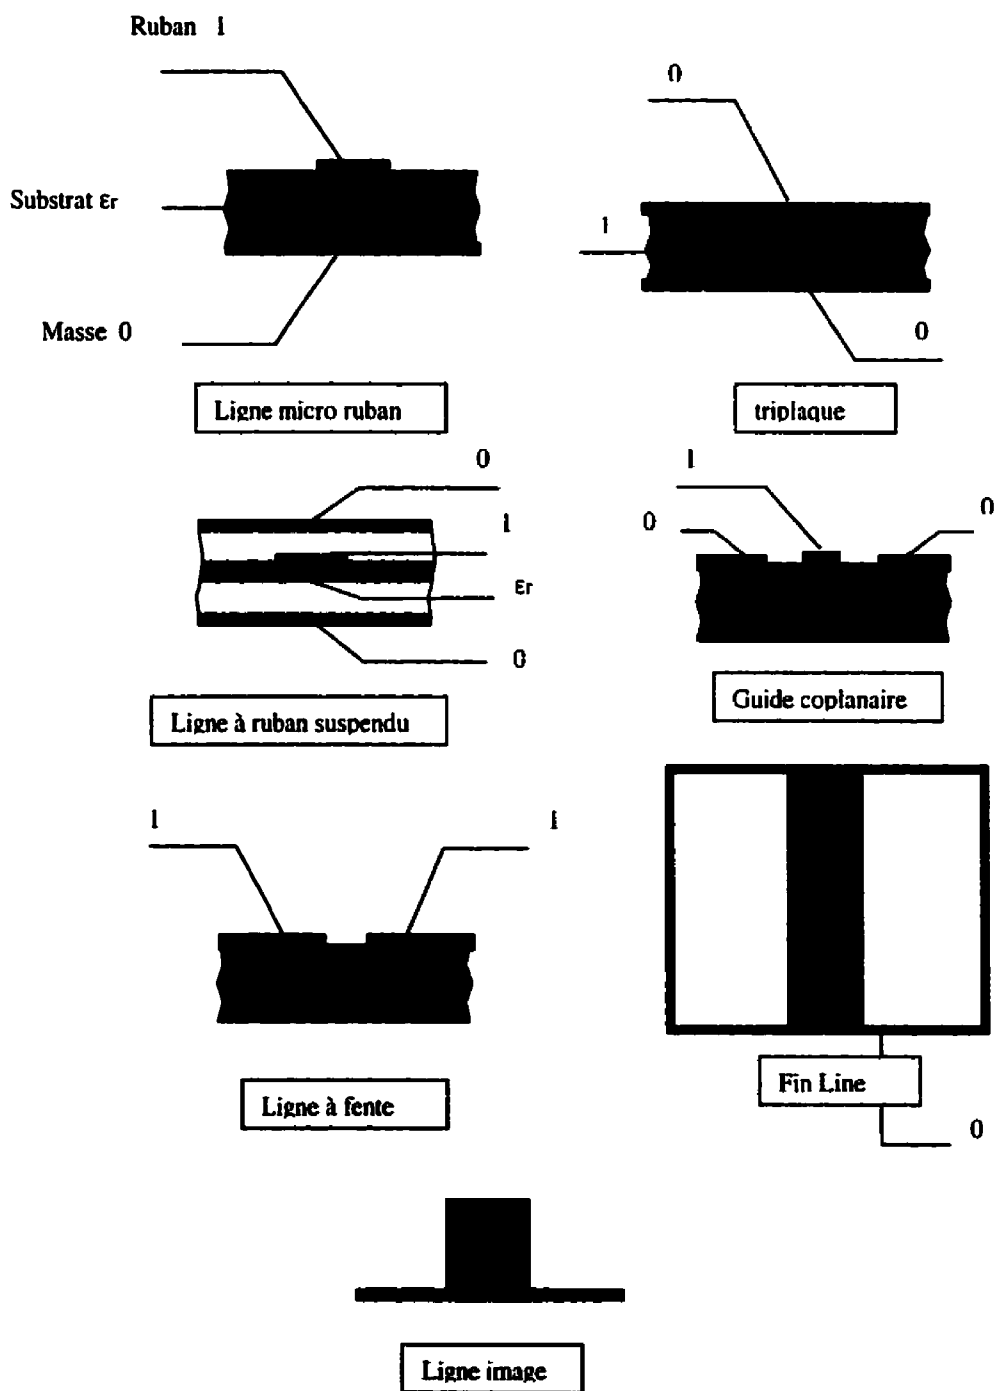 Ruban 1
0
Substrat εr
1
Masse 0
0
Ligne micro ruban
triplaque
0
1
1
0
0
εr
0
Guide coplanaire
Ligne à ruban suspendu
1
1
Fin Line
Ligne à fente
0
Ligne image